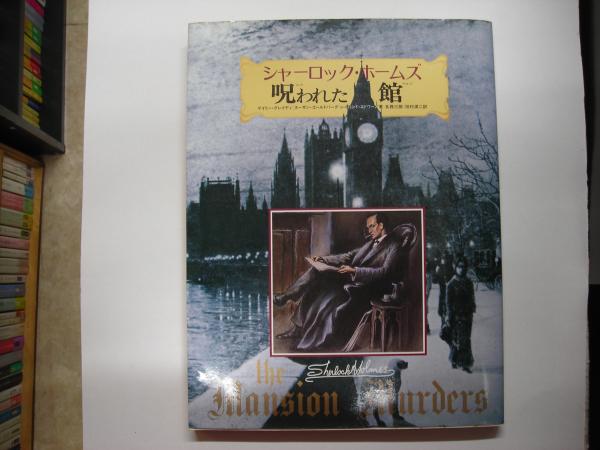 シャーロック・ホームズ
呪われた館
Sherlock Holmes
the
Mansion Murders